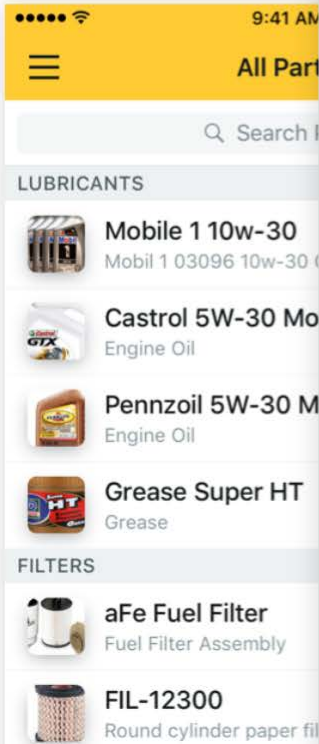 9:41 AM
All Part
Search
LUBRICANTS
Mobile 1 10w-30
Mobil 1 03096 10w-30
Castrol 5W-30 Mo
Engine Oil
GTX
Pennzoil 5W-30 M
Engine Oil
Grease Super HT
Grease
HT
FILTERS
aFe Fuel Filter
Fuel Filter Assembly
FIL-12300
Round cylinder paper fil